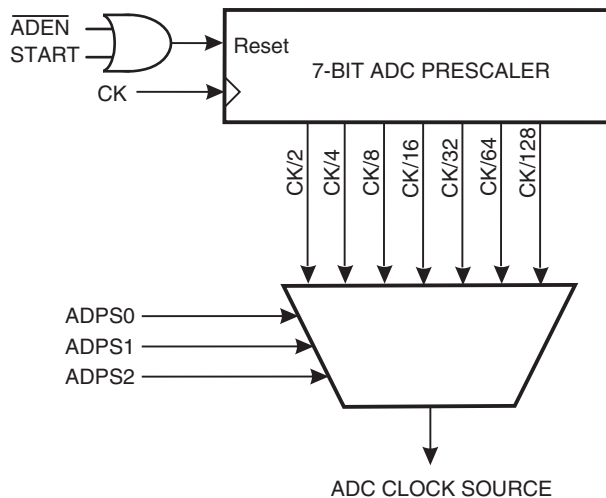 ADEN
START
Reset
7-BIT ADC PRESCALER
CK
CK/2
CK/4
CK/8
CK/16
CK/32
CK/64
CK/128
ADPS0
ADPS1
ADPS2
ADC CLOCK SOURCE